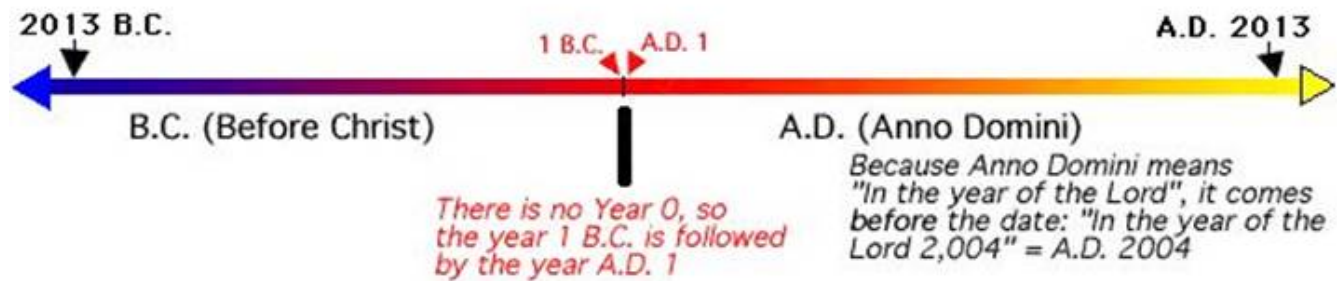 2013 B.C.
A.D. 2013
1 B.C.
A.D. 1
B.C. (Before Christ)
A.D. (Anno Domini)
There is no Year 0, so
the year 1 B.C. is followed
by the year A.D. 1
Because Anno Domini means
"In the year of the Lord", it comes
before the date: "In the year of the
Lord 2,004" = A.D. 2004